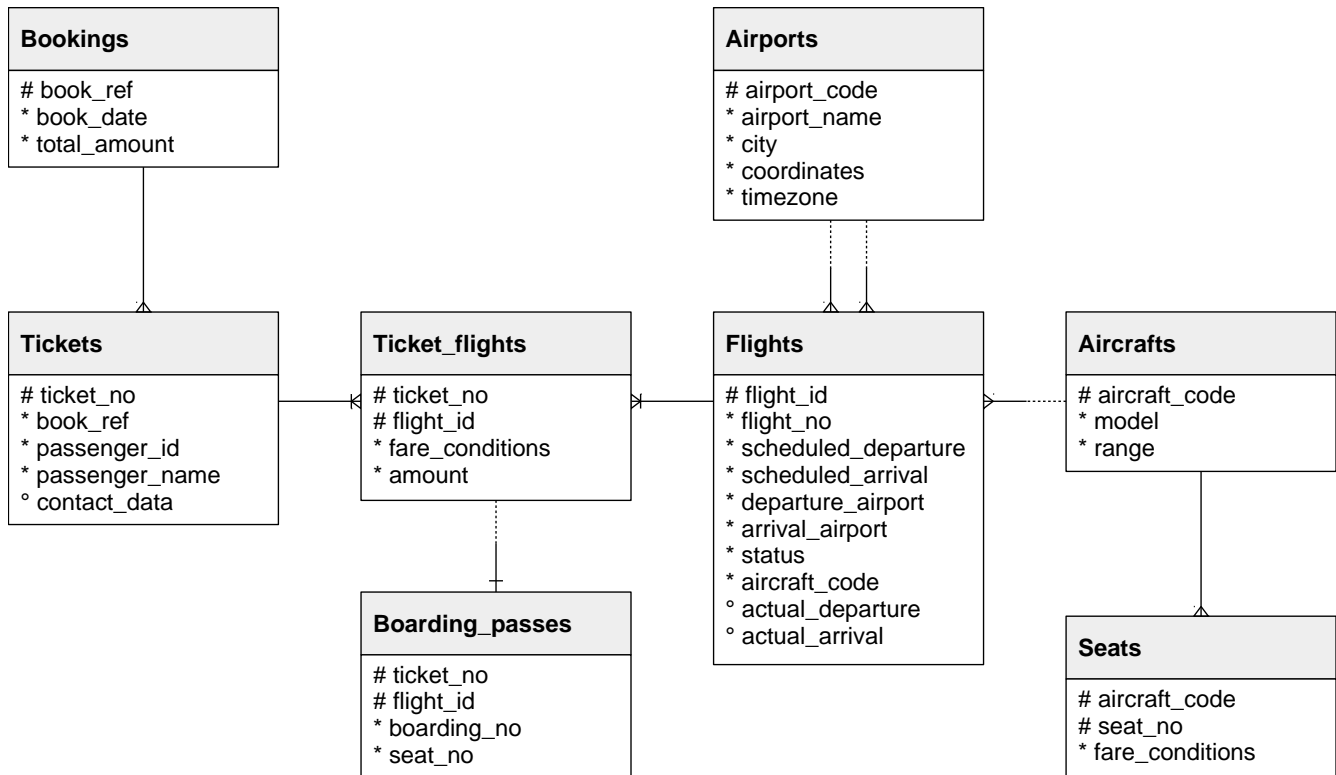 Bookings
# book_ref
* book_date
* total_amount
Airports
# airport_code
* airport_name
* city
* coordinates
* timezone
Tickets
# ticket_no
* book_ref
* passenger_id
* passenger_name
° contact_data
Ticket_flights
# ticket_no
# flight_id
* fare_conditions
* amount
Flights
# flight_id
* flight_no
* scheduled_departure
* scheduled_arrival
* departure_airport
* arrival_airport
* status
* aircraft_code
° actual_departure
° actual_arrival
Aircrafts
# aircraft_code
* model
* range
Boarding_passes
# ticket_no
# flight_id
* boarding_no
* seat_no
Seats
# aircraft_code
# seat_no
* fare_conditions